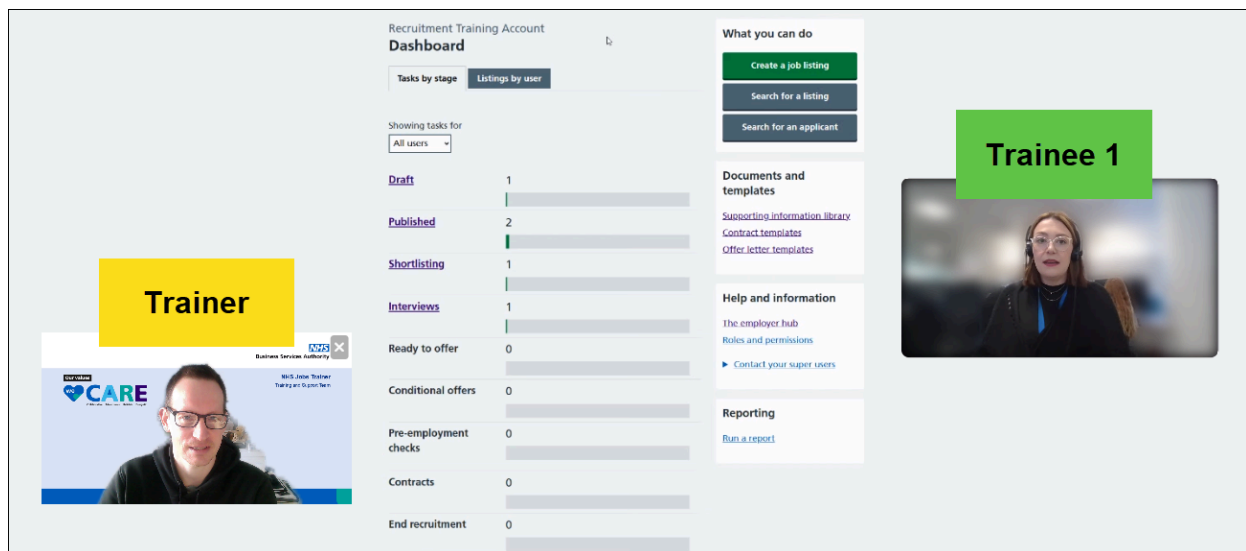 Recruitment Training Account
Dashboard
Tasks by stage
Listings by user
Showing tasks for
All users
Draft
1
Published
2
Shortlisting
1
Interviews
1
Ready to offer
0
Conditional offers
0
Pre-employment
checks
0
Contracts
0
End recruitment
0
What you can do
Create a job listing
Search for a listing
Search for an applicant
Documents and
templates
Supporting information library
Contract templates
Offer letter templates
Help and information
The employer hub
Roles and permissions
Contact your super users
Reporting
Run a report
Trainer
NHS
Business Services Authority
Our values
we CARE
NHS Jobs Trainer
Training and Support Team
Trainee 1